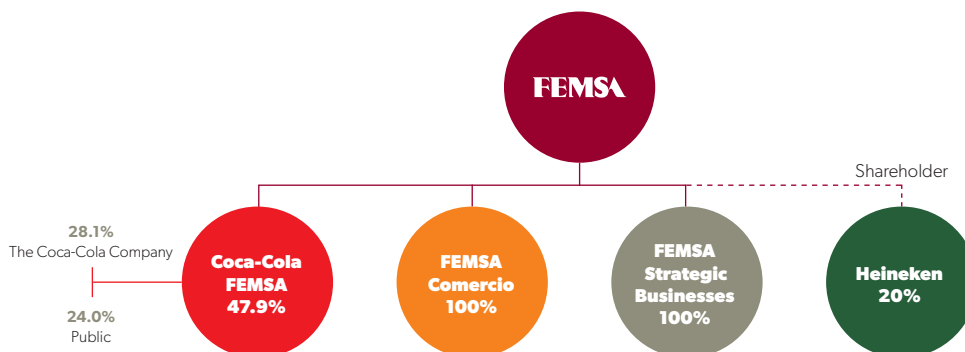 FEMSA
Shareholder
28.1%
The Coca-Cola Company
24.0%
Public
Coca-Cola
FEMSA
47.9%
FEMSA
Comercio
100%
FEMSA
Strategic
Businesses
100%
Heineken
20%